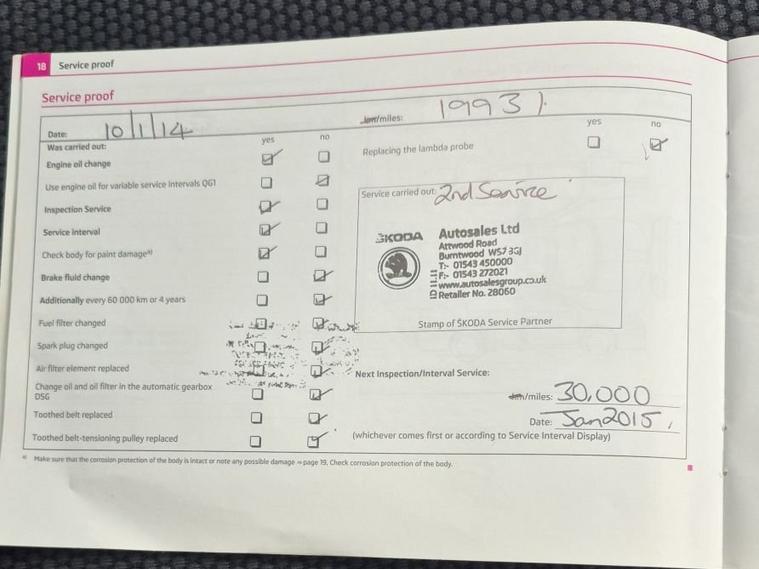 18 Service proof
Service proof
Date: 10/1/14
km/miles: 19931.
Was carried out: yes no
yes no
Engine oil change
Replacing the lambda probe
Use engine oil for variable service intervals QG1
Inspection Service
Service carried out: 2nd Service
Service interval
Check body for paint damage a)
Brake fluid change
Additionally every 60 000 km or 4 years
ŠKODA
Autosales Ltd
Attwood Road
Burntwood WS7 3GJ
T:- 01543 450000
F:- 01543 272021
www.autosalesgroup.co.uk
Retailer No. 28060
Fuel filter changed
Stamp of ŠKODA Service Partner
Spark plug changed
Air filter element replaced
Next Inspection/Interval Service:
Change oil and oil filter in the automatic gearbox
DSG
km/miles: 30,000
Toothed belt replaced
Date: Jan 2015,
Toothed belt-tensioning pulley replaced
(whichever comes first or according to Service Interval Display)
a) Make sure that the corrosion protection of the body is intact or note any possible damage ⇒ page 19, Check corrosion protection of the body.